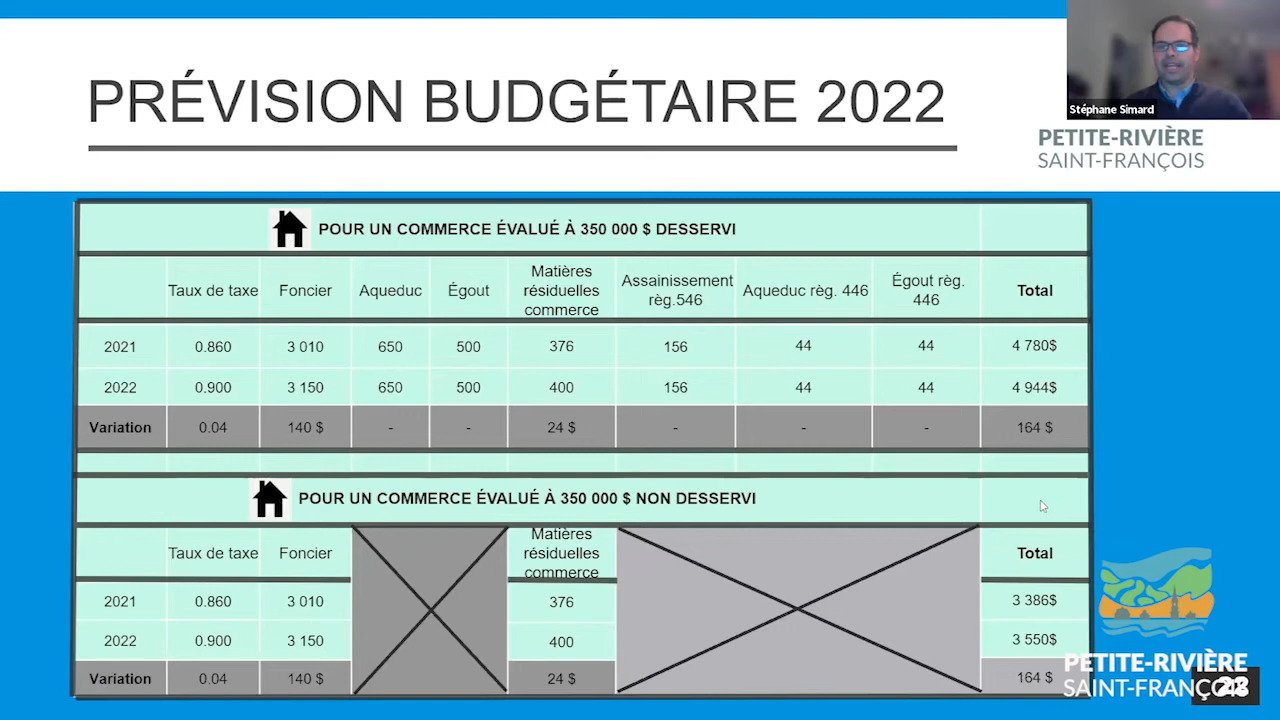 PRÉVISION BUDGÉTAIRE 2022
Stéphane Simard
PETITE-RIVIÈRE
SAINT-FRANÇOIS
POUR UN COMMERCE ÉVALUÉ À 350 000 $ DESSERVI
Taux de taxe Foncier Aqueduc Égout Matières résiduelles commerce Assainissement règ.546 Aqueduc règ. 446 Égout règ. 446 Total
2021 0.860 3 010 650 500 376 156 44 44 4 780$
2022 0.900 3 150 650 500 400 156 44 44 4 944$
Variation 0.04 140 $ - - 24 $ - - - 164 $
POUR UN COMMERCE ÉVALUÉ À 350 000 $ NON DESSERVI
Taux de taxe Foncier Matières résiduelles commerce Total
2021 0.860 3 010 376 3 386$
2022 0.900 3 150 400 3 550$
Variation 0.04 140 $ 24 $ 164 $
PETITE-RIVIÈRE
SAINT-FRANÇOIS